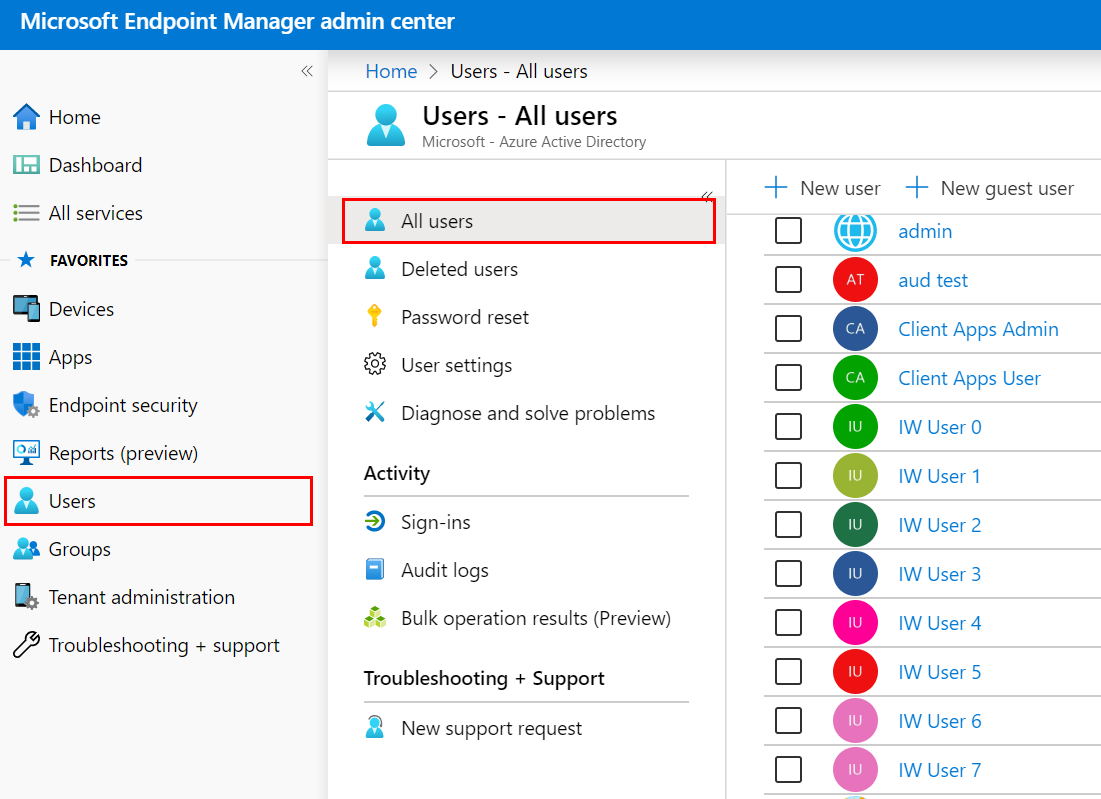 Microsoft Endpoint Manager admin center
«
Home
Dashboard
All services
FAVORITES
Devices
Apps
Endpoint security
Reports (preview)
Users
Groups
Tenant administration
Troubleshooting + support
Home > Users - All users
Users - All users
Microsoft - Azure Active Directory
«
All users
Deleted users
Password reset
User settings
Diagnose and solve problems
Activity
Sign-ins
Audit logs
Bulk operation results (Preview)
Troubleshooting + Support
New support request
+ New user + New guest user
admin
AT aud test
CA Client Apps Admin
CA Client Apps User
IU IW User 0
IU IW User 1
IU IW User 2
IU IW User 3
IU IW User 4
IU IW User 5
IU IW User 6
IU IW User 7